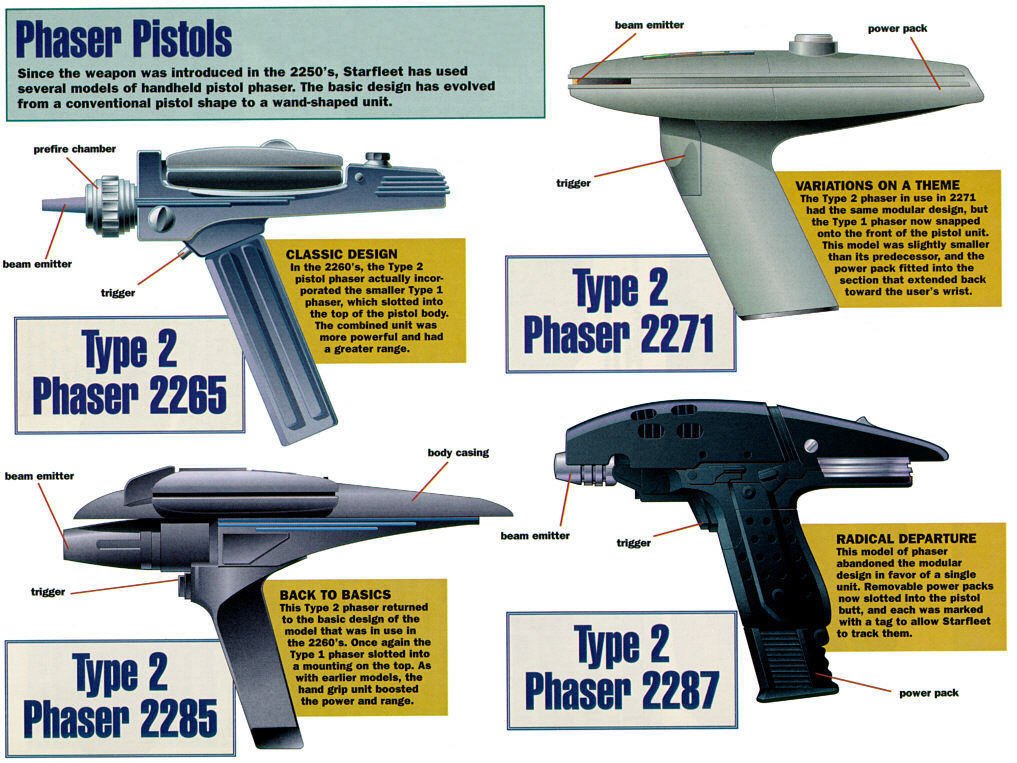 Phaser Pistols
Since the weapon was introduced in the 2250's, Starfleet has used
several models of handheld pistol phaser. The basic design has evolved
from a conventional pistol shape to a wand-shaped unit.
prefire chamber
beam emitter
trigger
CLASSIC DESIGN
In the 2260's, the Type 2
pistol phaser actually incor-
porated the smaller Type 1
phaser, which slotted into
the top of the pistol body.
The combined unit was
more powerful and had
a greater range.
Type 2
Phaser 2265
beam emitter
power pack
trigger
VARIATIONS ON A THEME
The Type 2 phaser in use in 2271
had the same modular design, but
the Type 1 phaser now snapped
onto the front of the pistol unit.
This model was slightly smaller
than its predecessor, and the
power pack fitted into the
section that extended back
toward the user's wrist.
Type 2
Phaser 2271
body casing
beam emitter
trigger
BACK TO BASICS
This Type 2 phaser returned
to the basic design of the
model that was in use in
the 2260's. Once again the
Type 1 phaser slotted into
a mounting on the top. As
with earlier models, the
hand grip unit boosted
the power and range.
Type 2
Phaser 2285
beam emitter
trigger
RADICAL DEPARTURE
This model of phaser
abandoned the modular
design in favor of a single
unit. Removable power packs
now slotted into the pistol
butt, and each was marked
with a tag to allow Starfleet
to track them.
power pack
Type 2
Phaser 2287